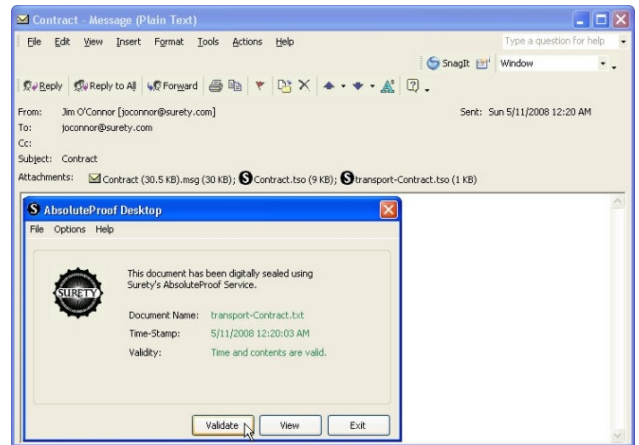 Contract - Message (Plain Text)
File Edit View Insert Format Tools Actions Help
Type a question for help
SnagIt Window
Reply Reply to All Forward
From: Jim O'Connor [joconnor@surety.com] Sent: Sun 5/11/2008 12:20 AM
To: joconnor@surety.com
Cc:
Subject: Contract
Attachments: Contract (30.5 KB).msg (30 KB); Contract.tso (9 KB); transport-Contract.tso (1 KB)
AbsoluteProof Desktop
File Options Help
This document has been digitally sealed using
Surety's AbsoluteProof Service.
SURETY
Document Name: transport-Contract.txt
Time-Stamp: 5/11/2008 12:20:03 AM
Validity: Time and contents are valid.
Validate View Exit